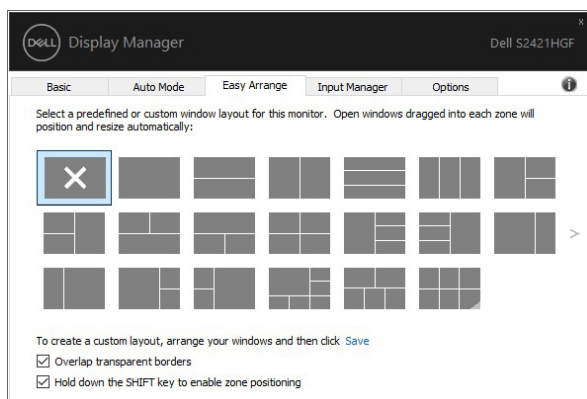 x
DELL Display Manager Dell S2421HGF
Basic Auto Mode Easy Arrange Input Manager Options i
Select a predefined or custom window layout for this monitor. Open windows dragged into each zone will
position and resize automatically:
>
To create a custom layout, arrange your windows and then click Save
Overlap transparent borders
Hold down the SHIFT key to enable zone positioning